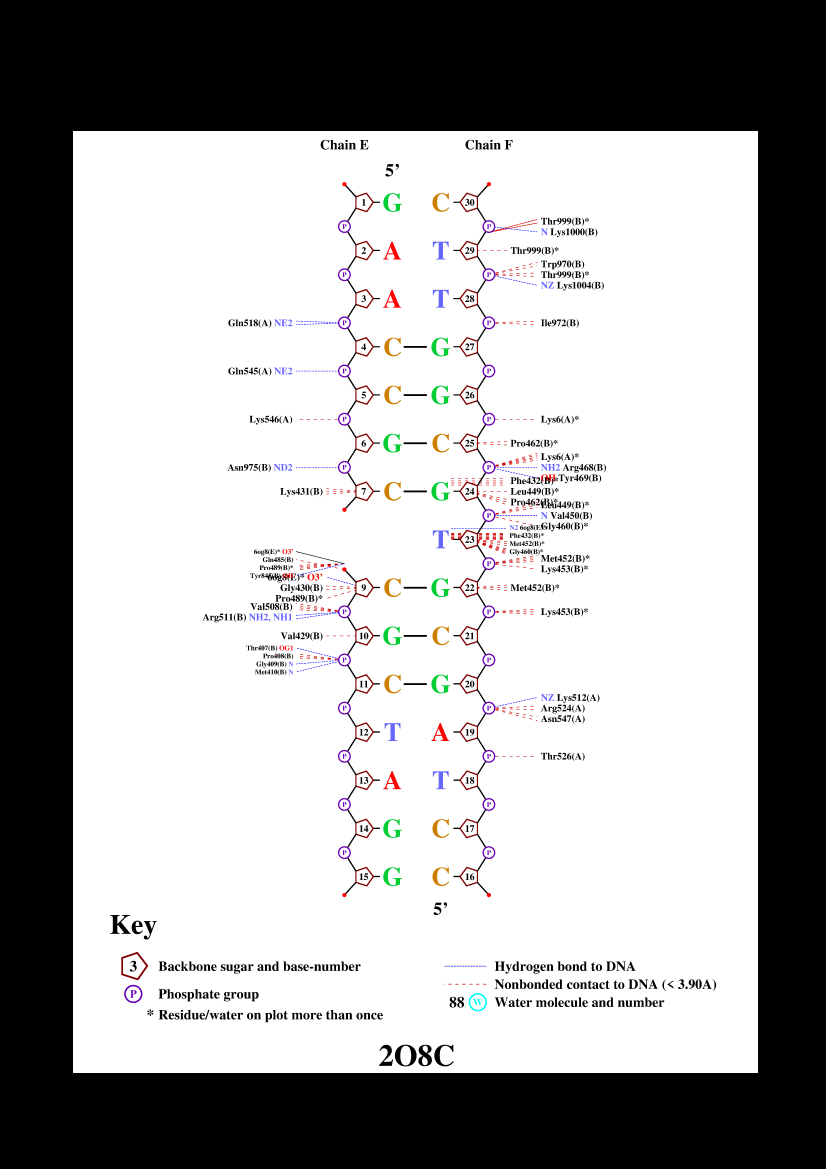 Chain E Chain F
5’
1 G C 30
P P
Thr999(B)*
N Lys1000(B)
2 A T 29 Thr999(B)*
Trp970(B)
P P Thr999(B)*
NZ Lys1004(B)
3 A T 28
Gln518(A) NE2 P P Ile972(B)
4 C G 27
Gln545(A) NE2 P P
5 C G 26
Lys546(A) P P Lys6(A)*
6 G C 25 Pro462(B)*
Lys6(A)*
Asn975(B) ND2 P P NH2 Arg468(B)
OH Tyr469(B)
Phe432(B)*
Lys431(B) 7 C G 24 Leu449(B)*
Pro462(B)*
Leu449(B)*
P N Val450(B)
Gly460(B)*
N2 6og8(E)*
T 23 Phe432(B)*
Met452(B)*
Gly460(B)*
6og8(E)* O3'
Gln485(B) Met452(B)*
Pro489(B)* P Lys453(B)*
6og8(E)* O3'
Gly430(B) 9 C G 22 Met452(B)*
Pro489(B)*
Val508(B)
P P Lys453(B)*
Arg511(B) NH2, NH1
Val429(B) 10 G C 21
Thr407(B) OG1
Pro408(B) P P
Gly409(B) N
Met410(B) N
11 C G 20
NZ Lys512(A)
P P Arg524(A)
Asn547(A)
12 T A 19
P P Thr526(A)
13 A T 18
P P
14 G C 17
P P
15 G C 16
5’
Key
3 Backbone sugar and base-number
Hydrogen bond to DNA
Nonbonded contact to DNA (< 3.90A)
P Phosphate group
88 W Water molecule and number
* Residue/water on plot more than once
2O8C